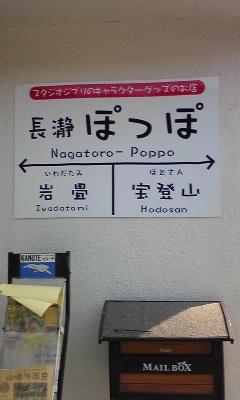 スタジオジブリのキャラクターグッズのお店
長瀞 ぽっぽ
Nagatoro-Poppo
いわだたみ
岩畳
Iwadatami
ほとさん
宝登山
Hodosan
KANUTE
MAIL BOX